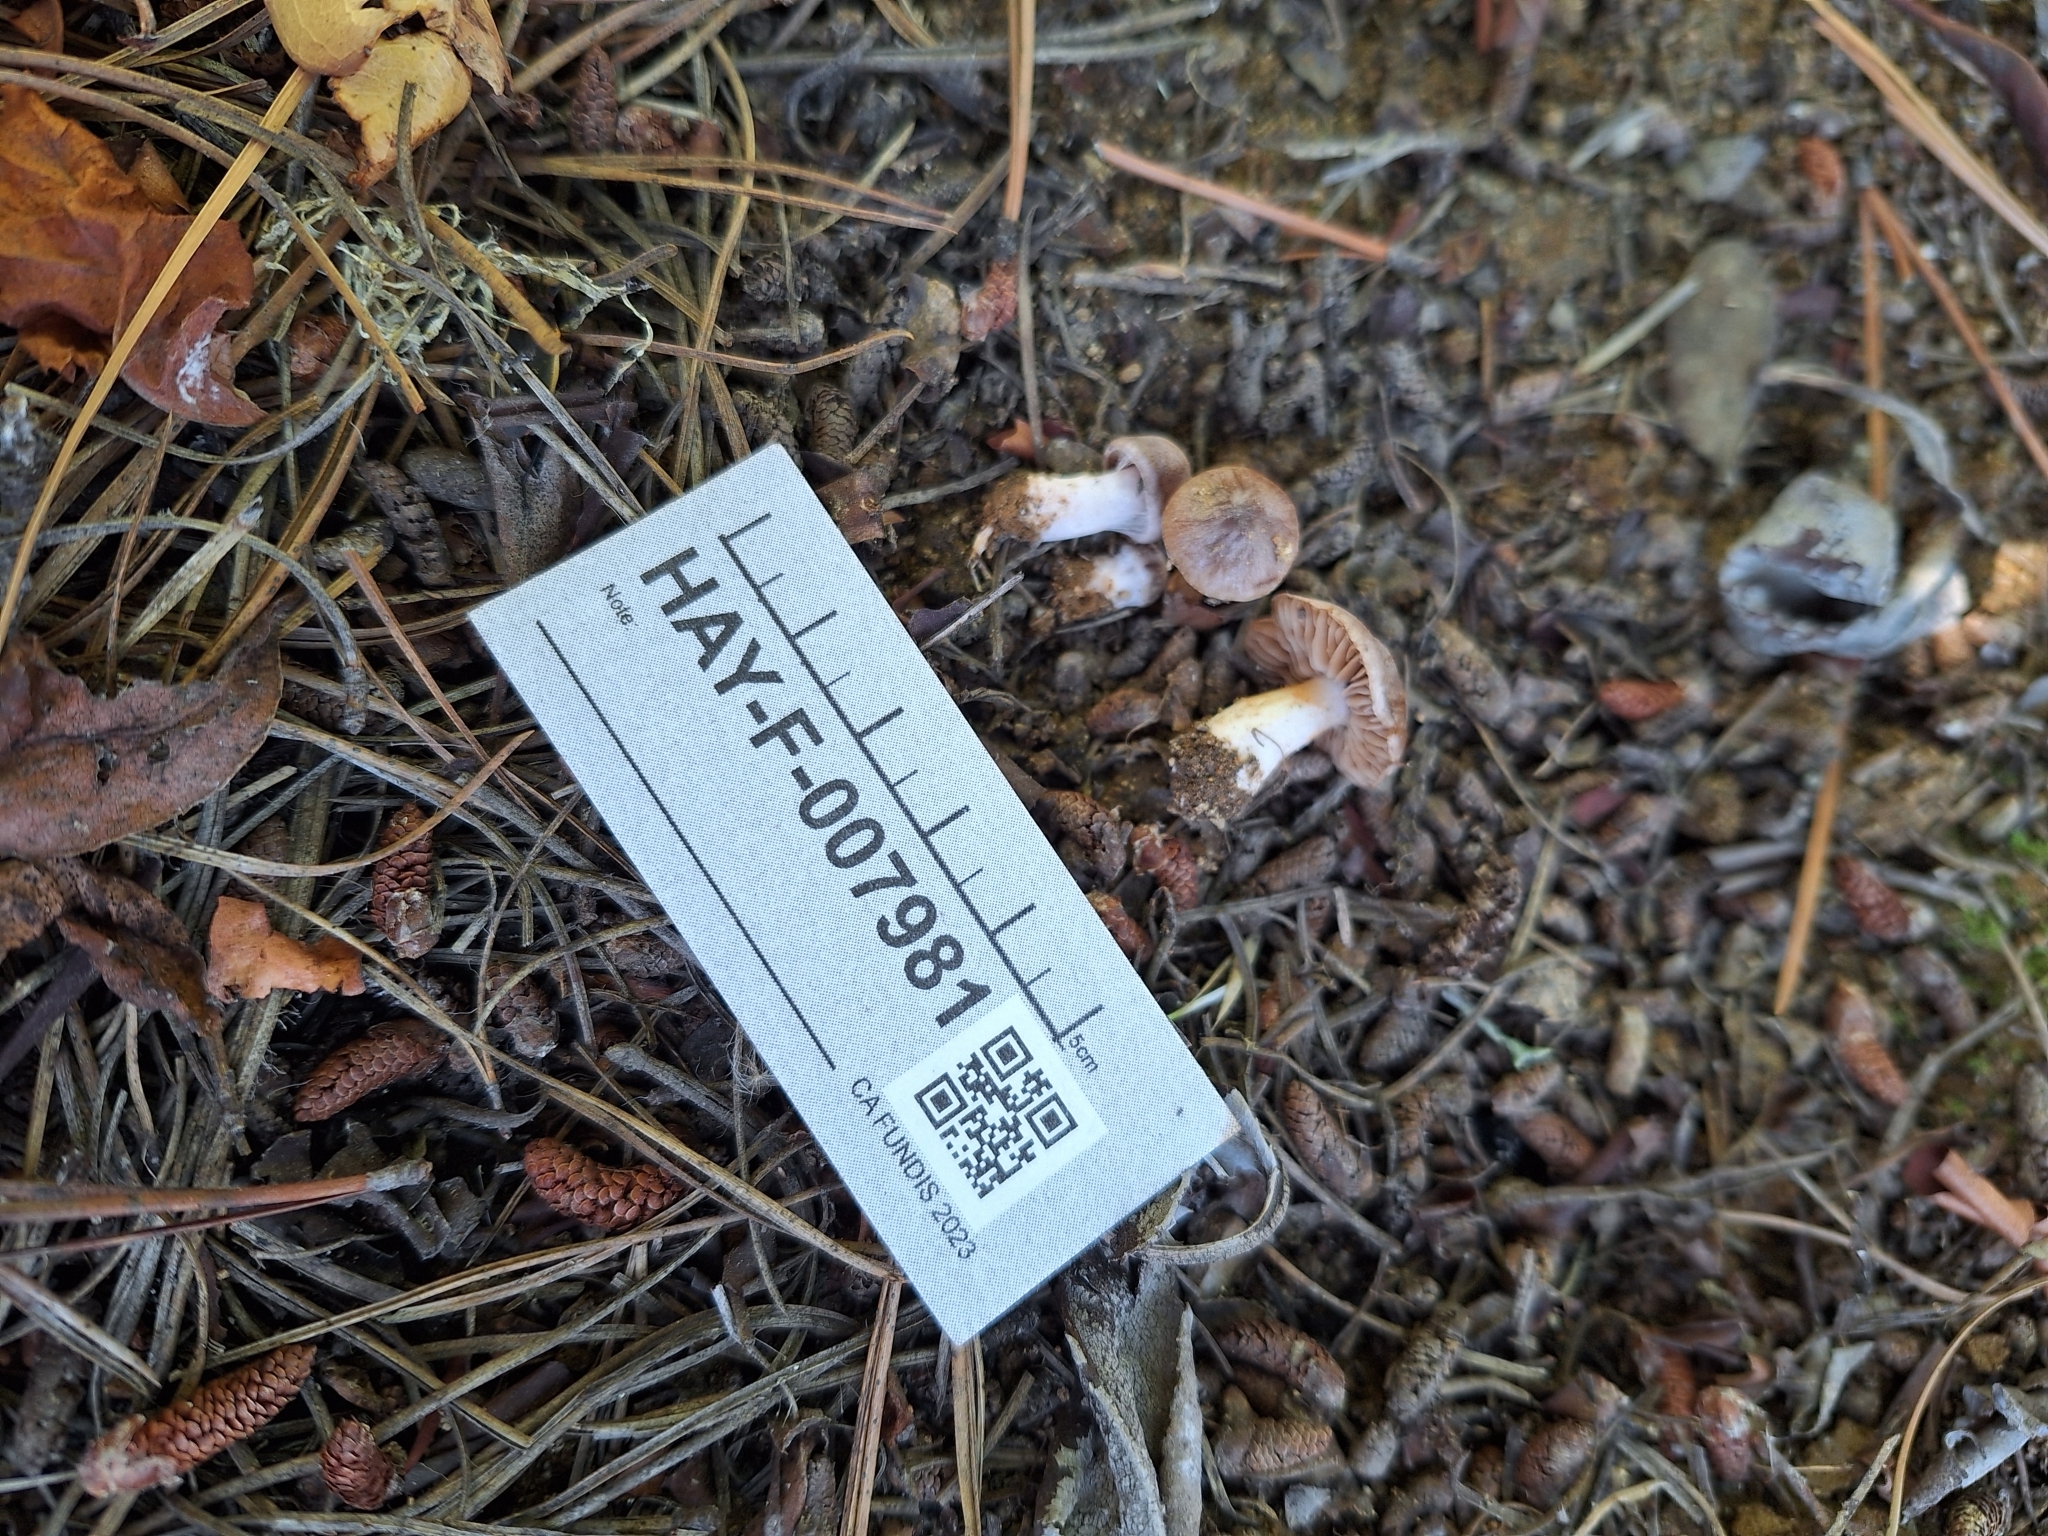 5cm
HAY-F-007981
Note:
CA FUNDIS 2023